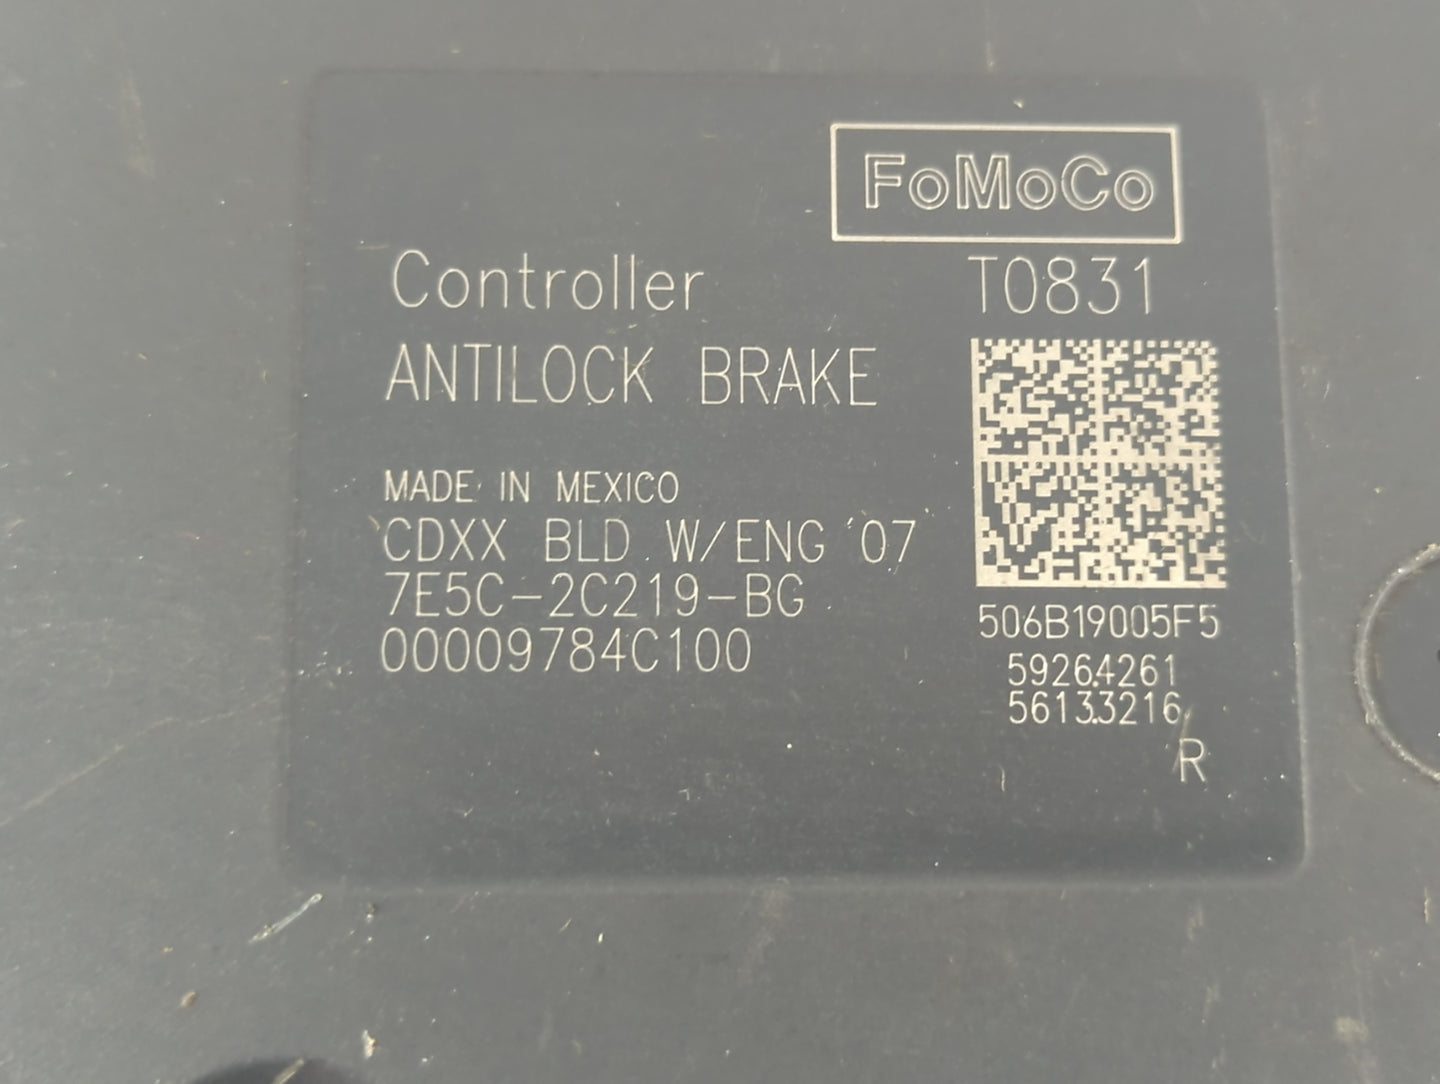 FoMoCo
Controller T0831
ANTILOCK BRAKE
MADE IN MEXICO
CDXX BLD W/ENG '07
7E5C-2C219-BG
00009784C100
506B19005F5
59264261
56133216
R